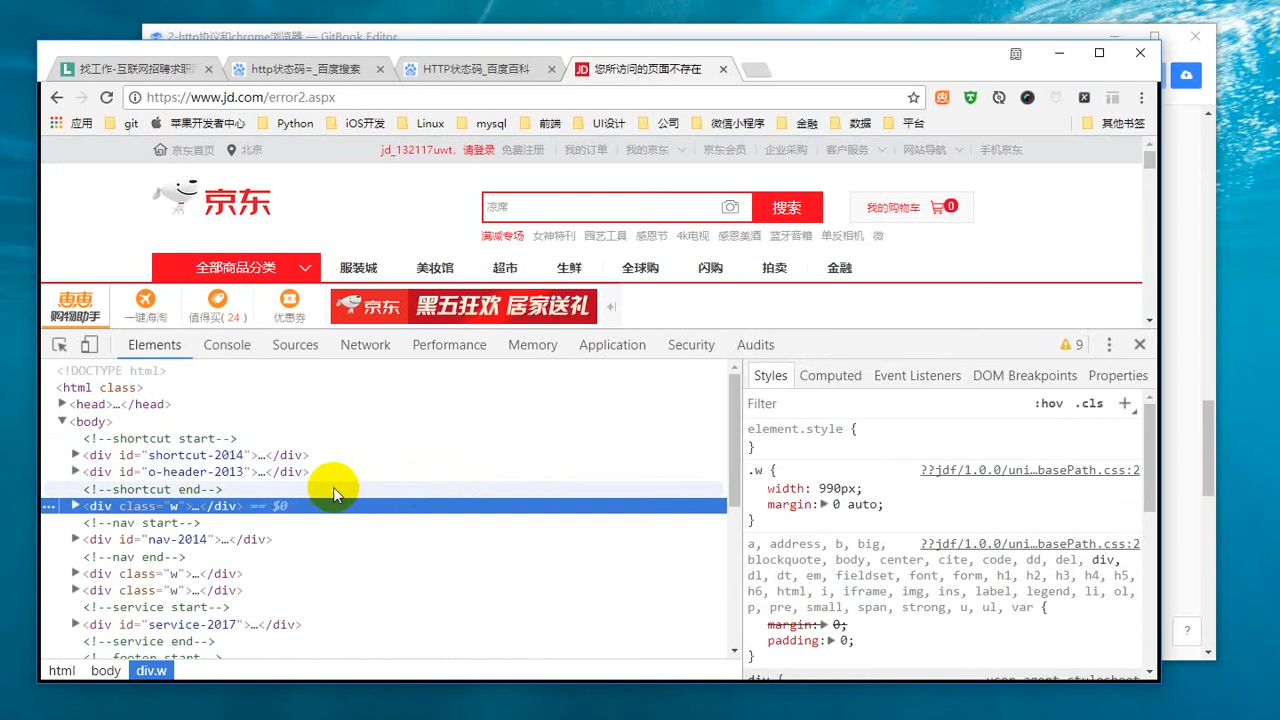 2-http协议和chrome浏览器 — GitBook Editor
找工作-互联网招聘求职
http状态码=_百度搜索
HTTP状态码_百度百科
您所访问的页面不存在
https://www.jd.com/error2.aspx
应用 git 苹果开发者中心 Python iOS开发 Linux mysql 前端 UI设计 公司 微信小程序 金融 数据 平台 其他书签
京东首页 北京 jd_132117uwt, 请登录 免费注册 我的订单 我的京东 京东会员 企业采购 客户服务 网站导航 手机京东
京东
凉席
搜索
我的购物车 0
满减专场 女神特刊 园艺工具 感恩节 4k电视 感恩美酒 蓝牙音箱 单反相机 微
全部商品分类 服装城 美妆馆 超市 生鲜 全球购 闪购 拍卖 金融
惠惠
购物助手
一键海淘
值得买( 24 )
优惠券
京东 黑五狂欢 居家送礼
Elements Console Sources Network Performance Memory Application Security Audits 9
<!DOCTYPE html>
<html class>
<head>…</head>
<body>
<!--shortcut start-->
<div id="shortcut-2014">…</div>
<div id="o-header-2013">…</div>
<!--shortcut end-->
<div class="w">…</div> == $0
<!--nav start-->
<div id="nav-2014">…</div>
<!--nav end-->
<div class="w">…</div>
<div class="w">…</div>
<!--service start-->
<div id="service-2017">…</div>
<!--service end-->
<!--footer start-->
html body div.w
Styles Computed Event Listeners DOM Breakpoints Properties
Filter :hov .cls +
element.style {
}
.w { ??jdf/1.0.0/uni…basePath.css:2
width: 990px;
margin: 0 auto;
}
a, address, b, big, ??jdf/1.0.0/uni…basePath.css:2
blockquote, body, center, cite, code, dd, del, div,
dl, dt, em, fieldset, font, form, h1, h2, h3, h4, h5,
h6, html, i, iframe, img, ins, label, legend, li, ol,
p, pre, small, span, strong, u, ul, var {
margin: 0;
padding: 0;
}
div { user agent stylesheet
?